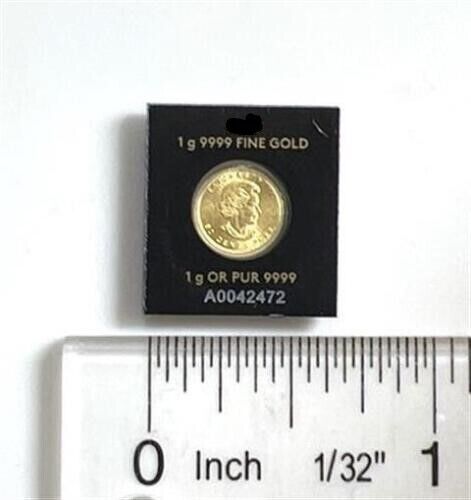 1 g 9999 FINE GOLD
1 g OR PUR 9999
A0042472
0 Inch 1/32" 1